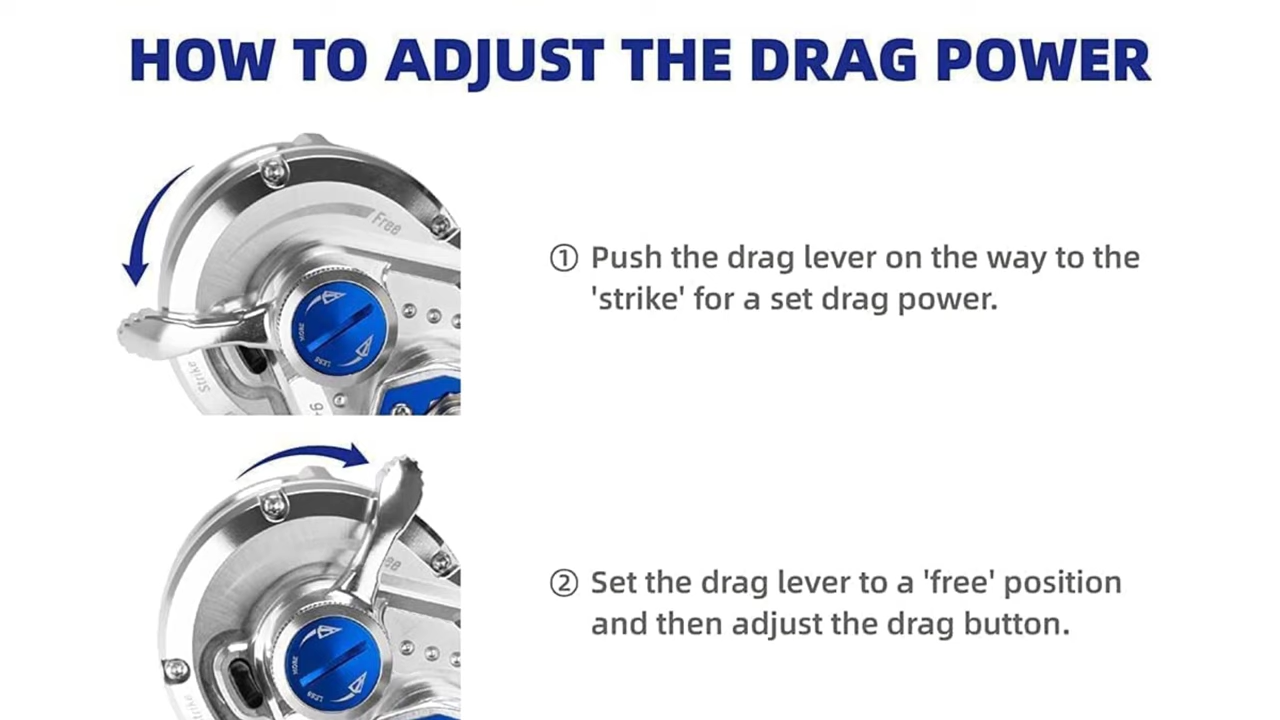 HOW TO ADJUST THE DRAG POWER
Free
MORE
LESS
Strike
① Push the drag lever on the way to the
'strike' for a set drag power.
MORE
LESS
② Set the drag lever to a 'free' position
and then adjust the drag button.